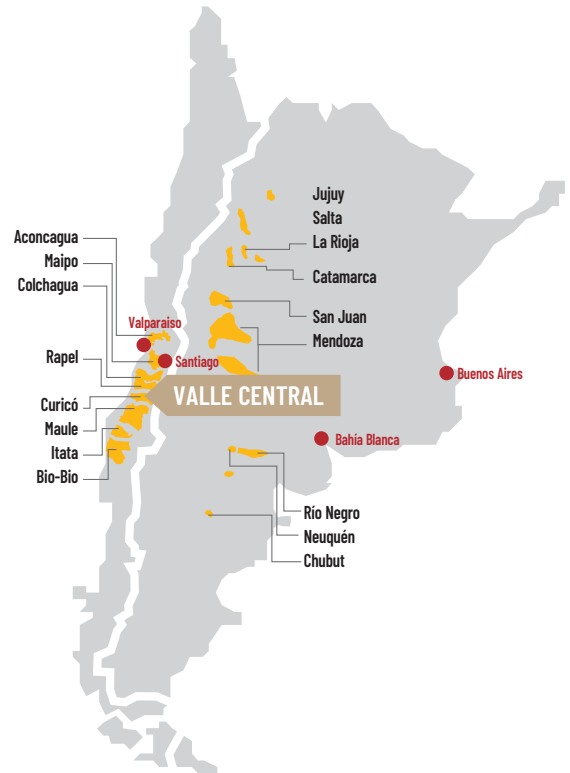 Jujuy
Salta
La Rioja
Catamarca
San Juan
Mendoza
Aconcagua
Maipo
Colchagua
Valparaiso
Rapel
Santiago
VALLE CENTRAL
Curicó
Maule
Itata
Bio-Bio
Buenos Aires
Bahía Blanca
Río Negro
Neuquén
Chubut